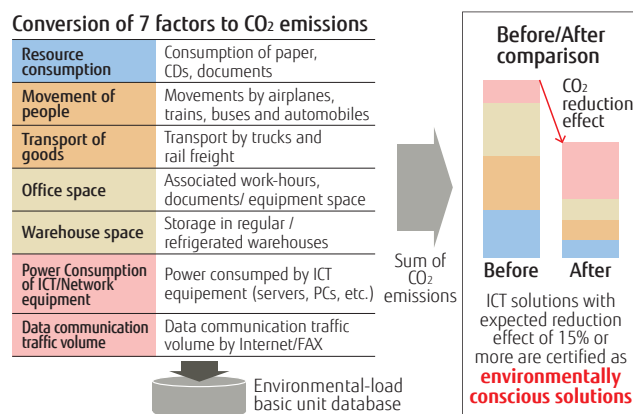 Conversion of 7 factors to CO2 emissions
Resource
consumption
Consumption of paper,
CDs, documents
Movement of
people
Movements by airplanes,
trains, buses and automobiles
Transport of
goods
Transport by trucks and
rail freight
Office space
Associated work-hours,
documents/ equipment space
Warehouse space
Storage in regular /
refrigerated warehouses
Power Consumption
of ICT/Network
equipment
Power consumped by ICT
equipement (servers, PCs, etc.)
Data communication
traffic volume
Data communication traffic
volume by Internet/FAX
Environmental-load
basic unit database
Sum of
CO2
emissions
Before/After
comparison
CO2
reduction
effect
Before
After
ICT solutions with
expected reduction
effect of 15% or
more are certified as
environmentally
conscious solutions.